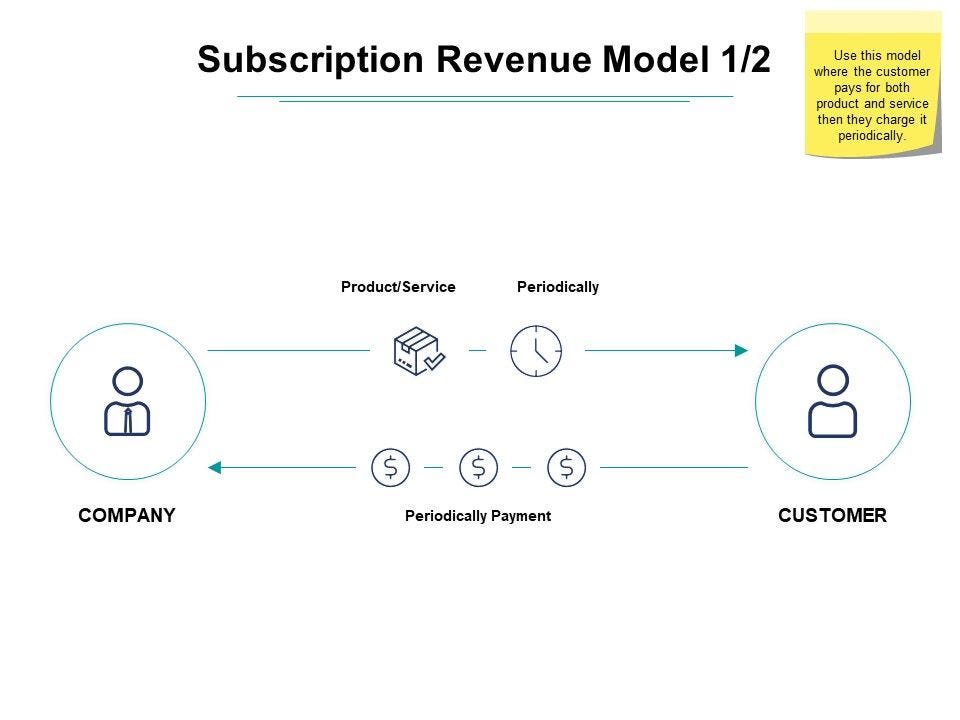 Subscription Revenue Model 1/2
Use this model
where the customer
pays for both
product and service
then they charge it
periodically.
Product/Service
Periodically
COMPANY
Periodically Payment
CUSTOMER